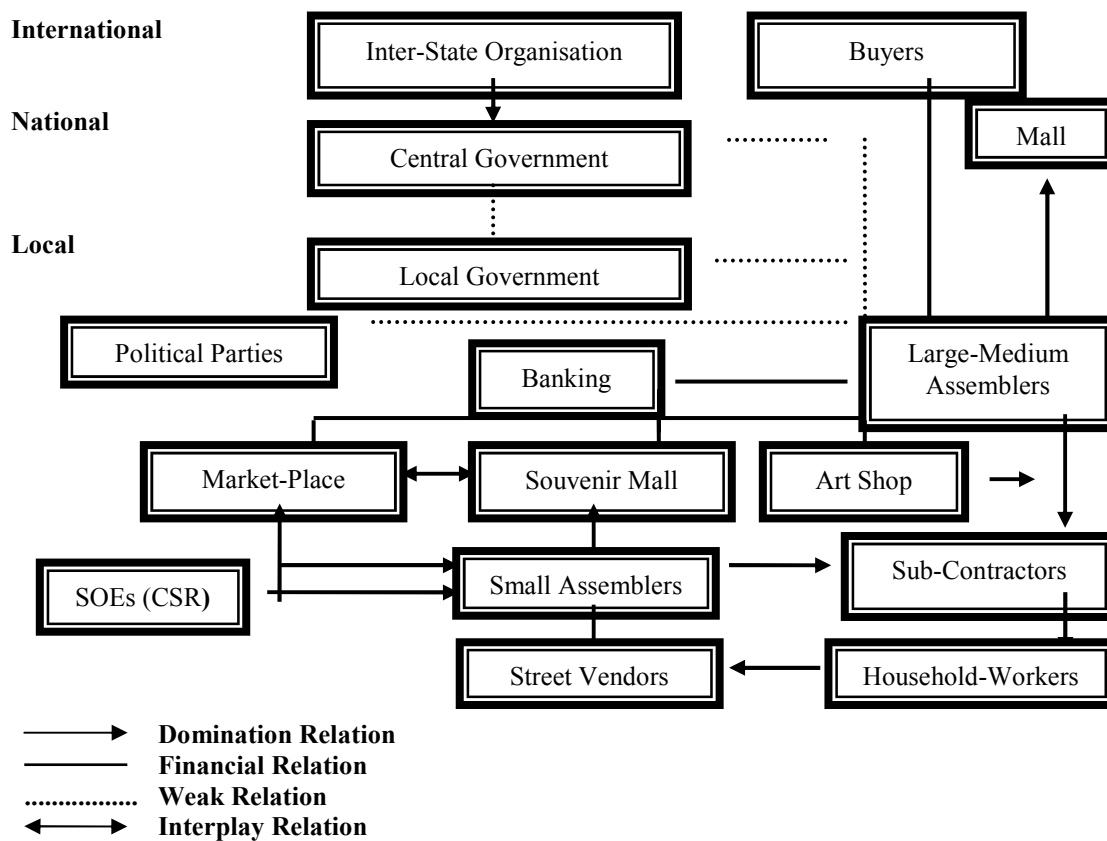 International
Inter-State Organisation
Buyers
National
Mall
Central Government
Local
Local Government
Political Parties
Large-Medium
Assemblers
Banking
Market-Place
Souvenir Mall
Art Shop
SOEs (CSR)
Small Assemblers
Sub-Contractors
Street Vendors
Household-Workers
Domination Relation
Financial Relation
Weak Relation
Interplay Relation